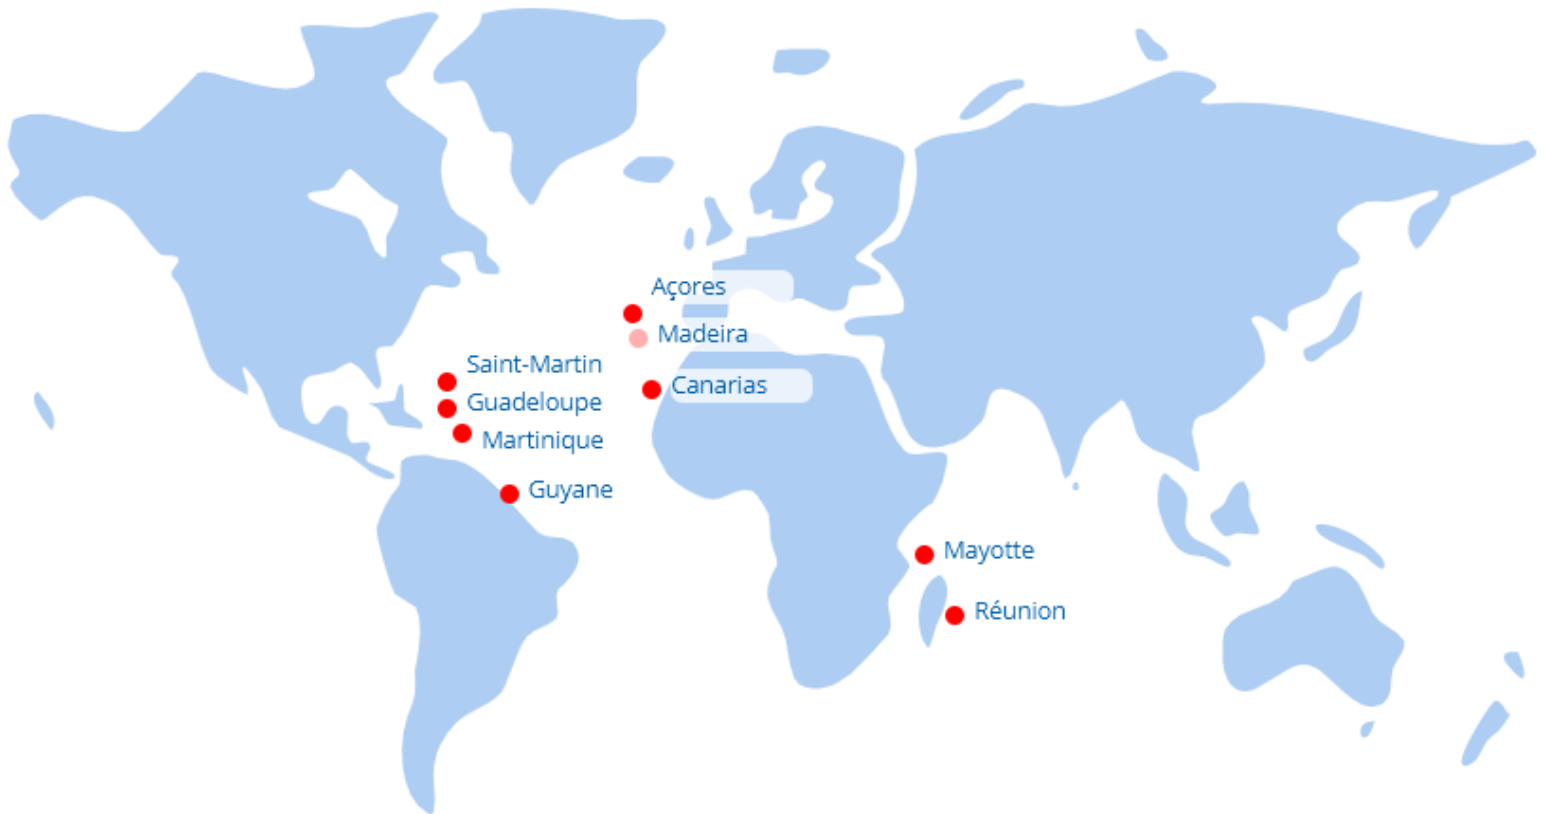 Açores
Madeira
Saint-Martin
Canarias
Guadeloupe
Martinique
Guyane
Mayotte
Réunion